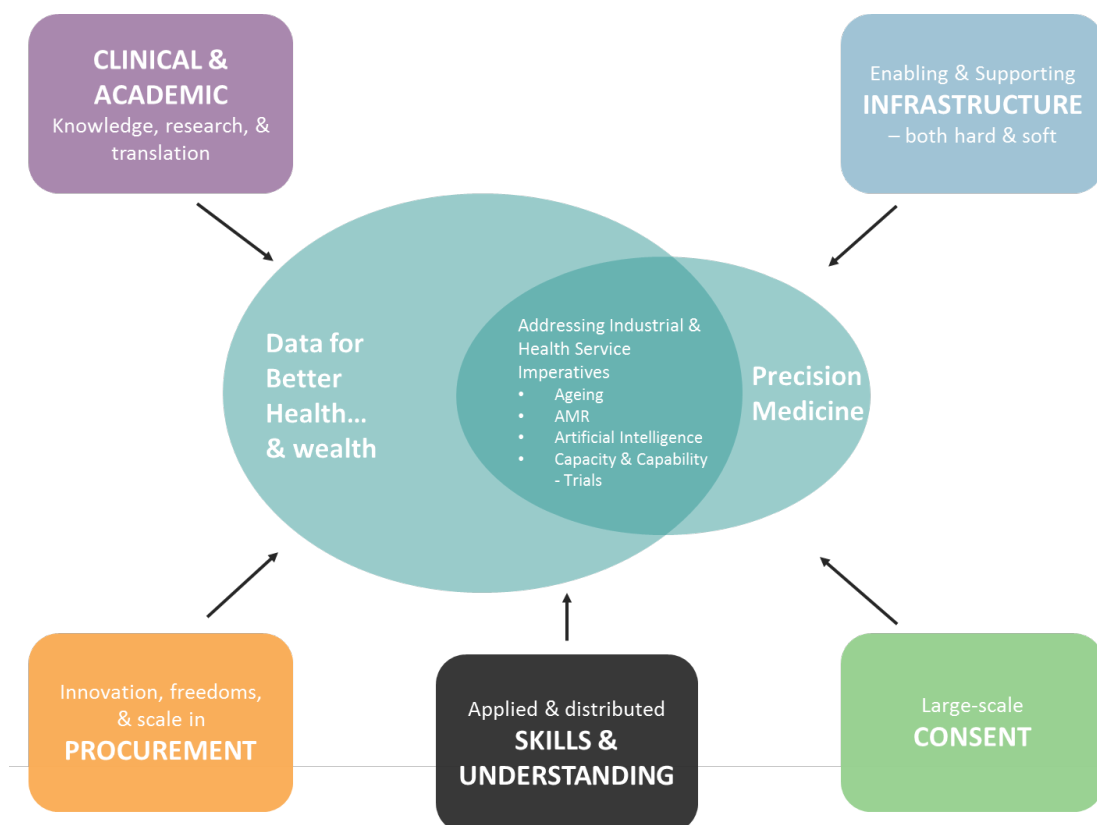 CLINICAL &
ACADEMIC
Knowledge, research, &
translation
Enabling & Supporting
INFRASTRUCTURE
– both hard & soft
Data for
Better
Health...
& wealth
Addressing Industrial &
Health Service
Imperatives
• Ageing
• AMR
• Artificial Intelligence
• Capacity & Capability
- Trials
Precision
Medicine
Innovation, freedoms,
& scale in
PROCUREMENT
Applied & distributed
SKILLS &
UNDERSTANDING
Large-scale
CONSENT